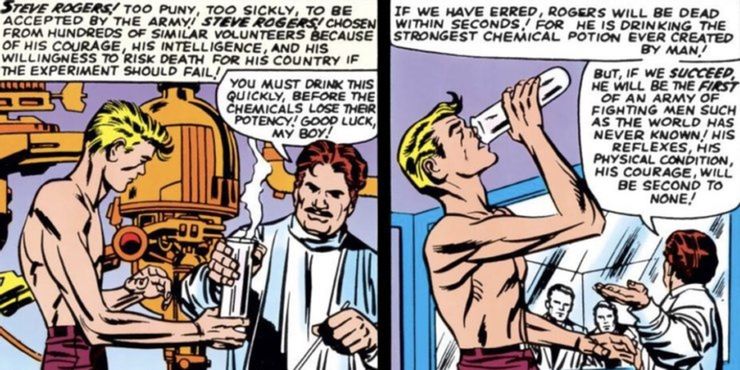 STEVE ROGERS! TOO PUNY, TOO SICKLY, TO BE
ACCEPTED BY THE ARMY! STEVE ROGERS! CHOSEN
FROM HUNDREDS OF SIMILAR VOLUNTEERS BECAUSE
OF HIS COURAGE, HIS INTELLIGENCE, AND HIS
WILLINGNESS TO RISK DEATH FOR HIS COUNTRY IF
THE EXPERIMENT SHOULD FAIL!
YOU MUST DRINK THIS
QUICKLY, BEFORE THE
CHEMICALS LOSE THEIR
POTENCY! GOOD LUCK,
MY BOY!
IF WE HAVE ERRED, ROGERS WILL BE DEAD
WITHIN SECONDS! FOR HE IS DRINKING THE
STRONGEST CHEMICAL POTION EVER CREATED
BY MAN!
BUT, IF WE SUCCEED,
HE WILL BE THE FIRST
OF AN ARMY OF
FIGHTING MEN SUCH
AS THE WORLD HAS
NEVER KNOWN! HIS
REFLEXES, HIS
PHYSICAL CONDITION,
HIS COURAGE, WILL
BE SECOND TO
NONE!